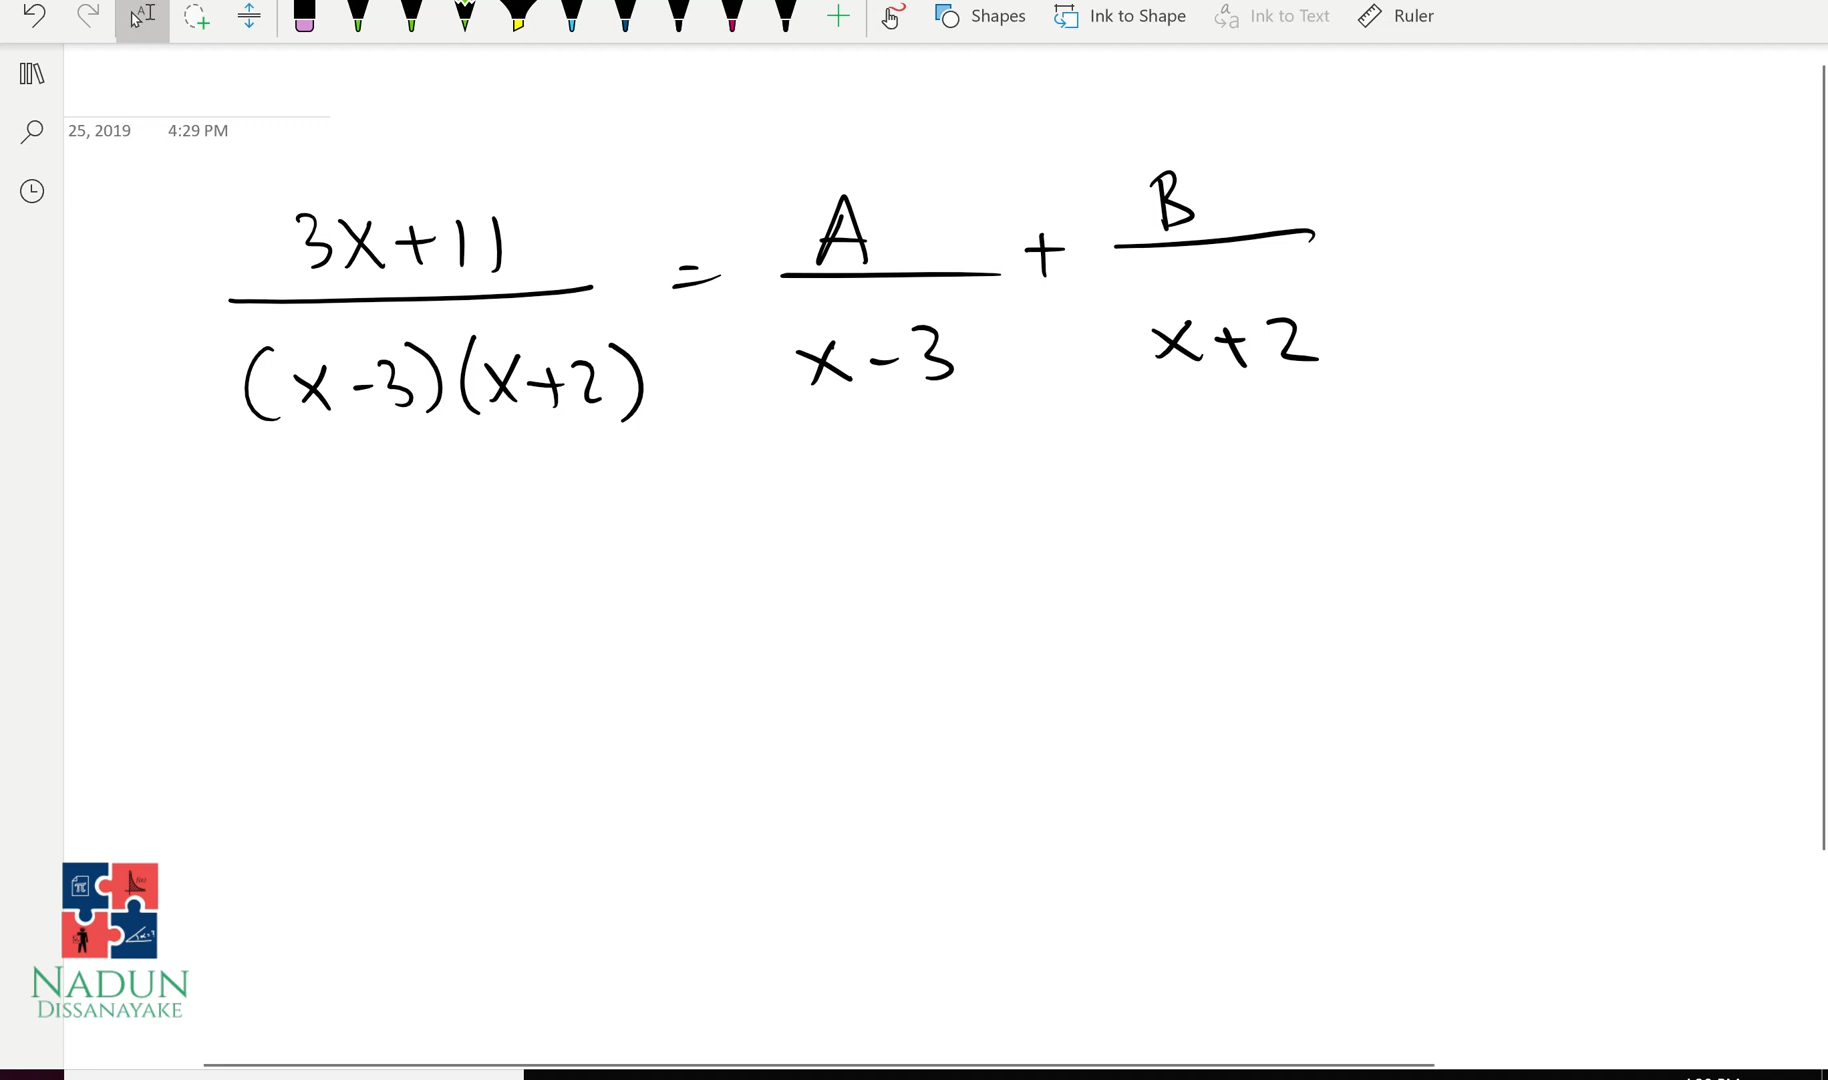 Shapes Ink to Shape Ink to Text Ruler
25, 2019 4:29 PM
3x+11 / (x-3)(x+2) = A / x-3 + B / x+2
NADUN
DISSANAYAKE